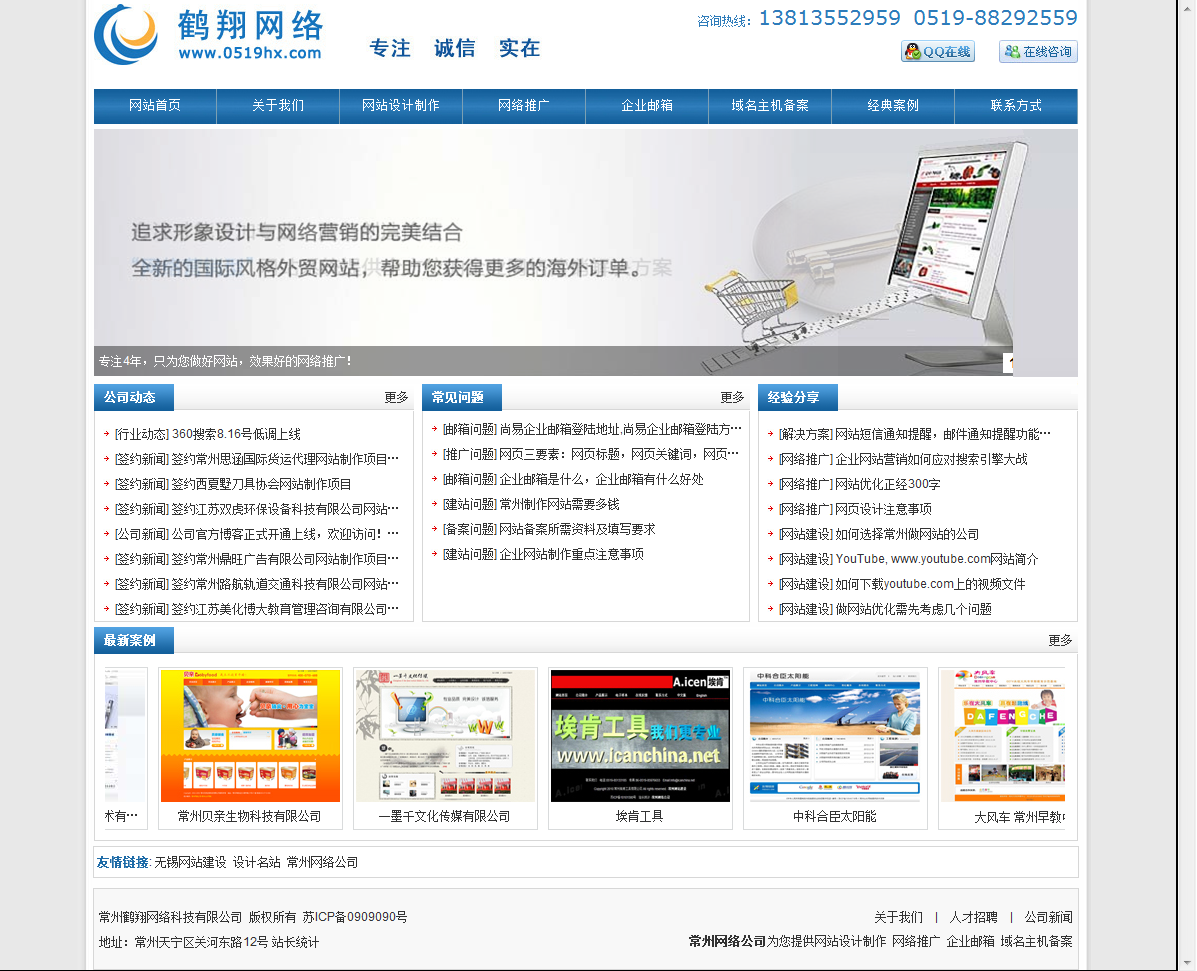 鹤翔网络
www.0519hx.com
专注 诚信 实在
咨询热线：13813552959 0519-88292559
QQ在线 在线咨询
网站首页 关于我们 网站设计制作 网络推广 企业邮箱 域名主机备案 经典案例 联系方式
追求形象设计与网络营销的完美结合
全新的国际风格外贸网站，帮助您获得更多的海外订单。
专注4年，只为您做好网站，效果好的网络推广！
公司动态 更多
[行业动态] 360搜索8.16号低调上线
[签约新闻] 签约常州思涵国际货运代理网站制作项目…
[签约新闻] 签约西夏墅刀具协会网站制作项目
[签约新闻] 签约江苏双虎环保设备科技有限公司网站…
[公司新闻] 公司官方博客正式开通上线，欢迎访问！…
[签约新闻] 签约常州鼎旺广告有限公司网站制作项目…
[签约新闻] 签约常州路航轨道交通科技有限公司网站…
[签约新闻] 签约江苏美化博大教育管理咨询有限公司…
常见问题 更多
[邮箱问题] 尚易企业邮箱登陆地址,尚易企业邮箱登陆方…
[推广问题] 网页三要素：网页标题，网页关键词，网页…
[邮箱问题] 企业邮箱是什么，企业邮箱有什么好处
[建站问题] 常州制作网站需要多钱
[备案问题] 网站备案所需资料及填写要求
[建站问题] 企业网站制作重点注意事项
经验分享
[解决方案] 网站短信通知提醒，邮件通知提醒功能…
[网络推广] 企业网站营销如何应对搜索引擎大战
[网络推广] 网站优化正经300字
[网络推广] 网页设计注意事项
[网站建设] 如何选择常州做网站的公司
[网站建设] YouTube, www.youtube.com网站简介
[网站建设] 如何下载youtube.com上的视频文件
[网站建设] 做网站优化需先考虑几个问题
最新案例 更多
A.icen 埃肯
埃肯工具 我们更专业
www.icanchina.net
中科合臣太阳能
中科合臣太阳能
大风车
DAFENGCHE
术有… 常州贝亲生物科技有限公司 一墨千文化传媒有限公司 埃肯工具 中科合臣太阳能 大风车 常州早教
友情链接: 无锡网站建设 设计名站 常州网络公司
常州鹤翔网络科技有限公司 版权所有 苏ICP备0909090号
关于我们 | 人才招聘 | 公司新闻
地址：常州天宁区关河东路12号 站长统计
常州网络公司为您提供网站设计制作 网络推广 企业邮箱 域名主机备案